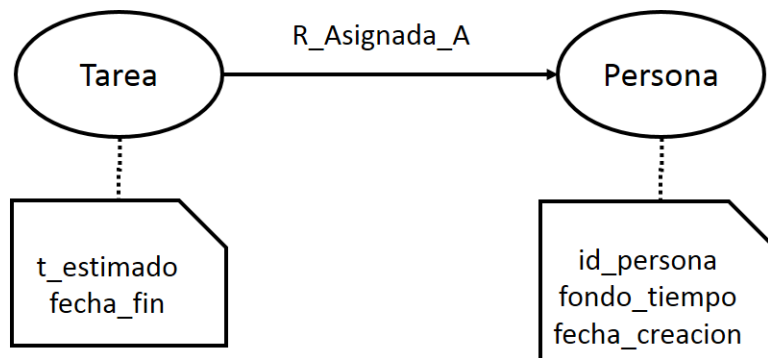 R_Asignada_A
Tarea
Persona
t_estimado
fecha_fin
id_persona
fondo_tiempo
fecha_creacion